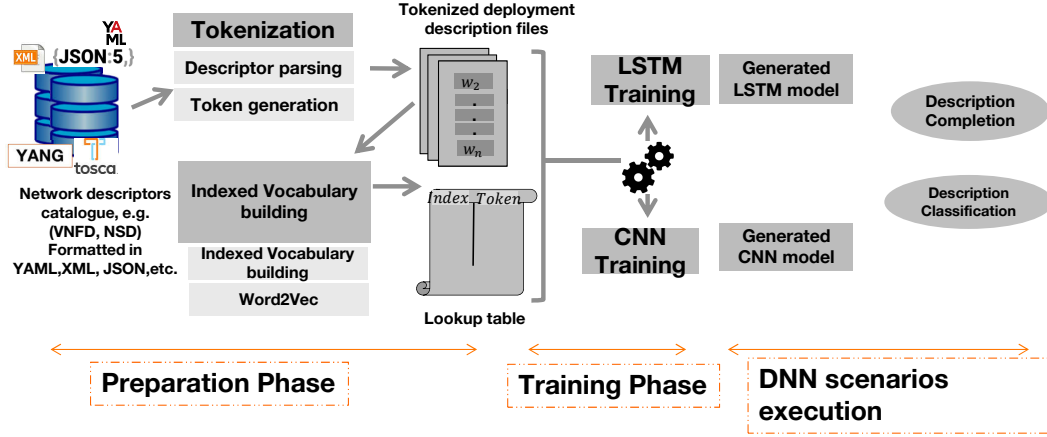 YA
ML
XML
{JSON:5,}
YANG
tosca
Network descriptors
catalogue, e.g.
(VNFD, NSD)
Formatted in
YAML,XML, JSON,etc.
Tokenization
Descriptor parsing
Token generation
Indexed Vocabulary
building
Indexed Vocabulary
building
Word2Vec
Tokenized deployment
description files
w2
.
.
.
wn
Index Token
Lookup table
LSTM
Training
Generated
LSTM model
CNN
Training
Generated
CNN model
Description
Completion
Description
Classification
Preparation Phase
Training Phase
DNN scenarios
execution